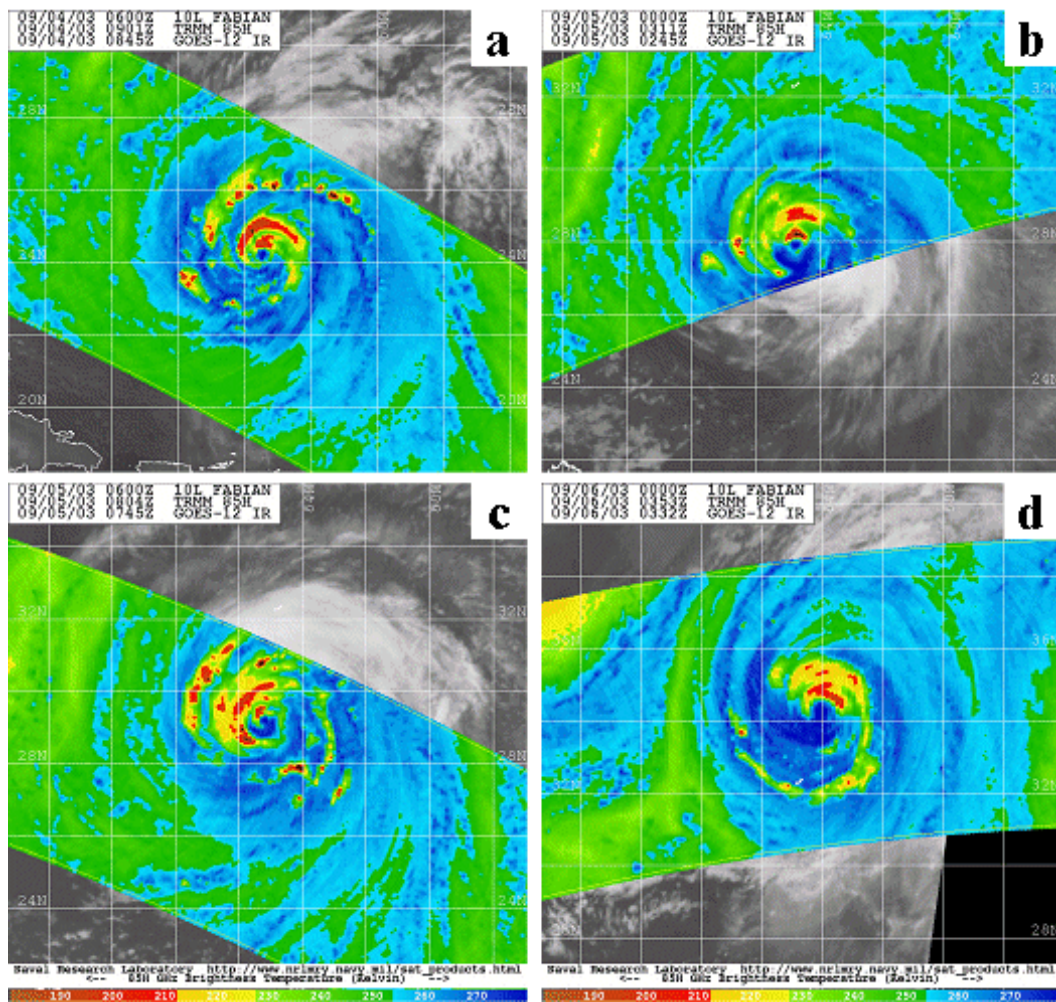 09/04/03 0600Z 10L FABIAN
09/04/03 0901Z TRMM 85H
09/04/03 0845Z GOES-12 IR
a
28N
24N
20N
09/05/03 0000Z 10L FABIAN
09/05/03 0311Z TRMM 85H
09/05/03 0245Z GOES-12 IR
b
32N
28N
24N
09/05/03 0600Z 10L FABIAN
09/05/03 0804Z TRMM 85H
09/05/03 0745Z GOES-12 IR
c
64W
60W
32N
28N
24N
09/06/03 0000Z 10L FABIAN
09/06/03 0353Z TRMM 85H
09/06/03 0332Z GOES-12 IR
d
36N
32N
28N
Naval Research Laboratory http://www.nrlmry.navy.mil/sat_products.html
<-- 85H GHz Brightness Temperature (Kelvin) -->
190 200 210 220 230 240 250 260 270
Naval Research Laboratory http://www.nrlmry.navy.mil/sat_products.html
<-- 85H GHz Brightness Temperature (Kelvin) -->
190 200 210 220 230 240 250 260 270